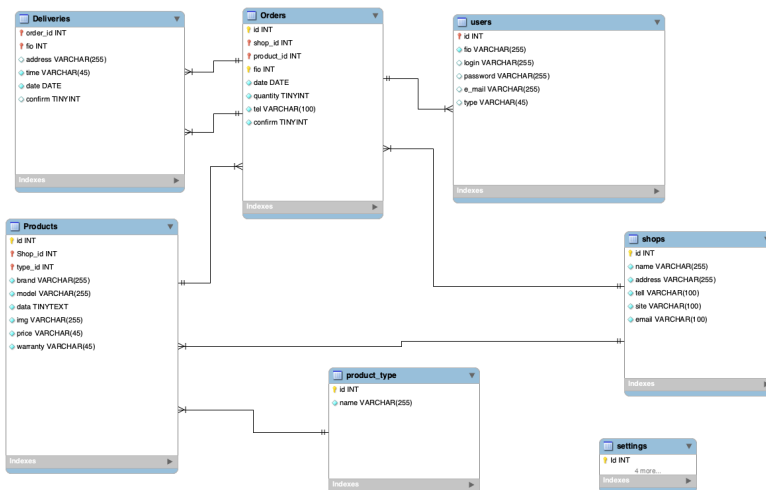 Deliveries
order_id INT
fio INT
address VARCHAR(255)
time VARCHAR(45)
date DATE
confirm TINYINT
Indexes
Orders
id INT
shop_id INT
product_id INT
fio INT
date DATE
quantity TINYINT
tel VARCHAR(100)
confirm TINYINT
Indexes
users
id INT
fio VARCHAR(255)
login VARCHAR(255)
password VARCHAR(255)
e_mail VARCHAR(255)
type VARCHAR(45)
Indexes
Products
id INT
Shop_id INT
type_id INT
brand VARCHAR(255)
model VARCHAR(255)
data TINYTEXT
img VARCHAR(255)
price VARCHAR(45)
warranty VARCHAR(45)
Indexes
shops
id INT
name VARCHAR(255)
address VARCHAR(255)
tell VARCHAR(100)
site VARCHAR(100)
email VARCHAR(100)
Indexes
product_type
id INT
name VARCHAR(255)
Indexes
settings
Id INT
4 more...
Indexes